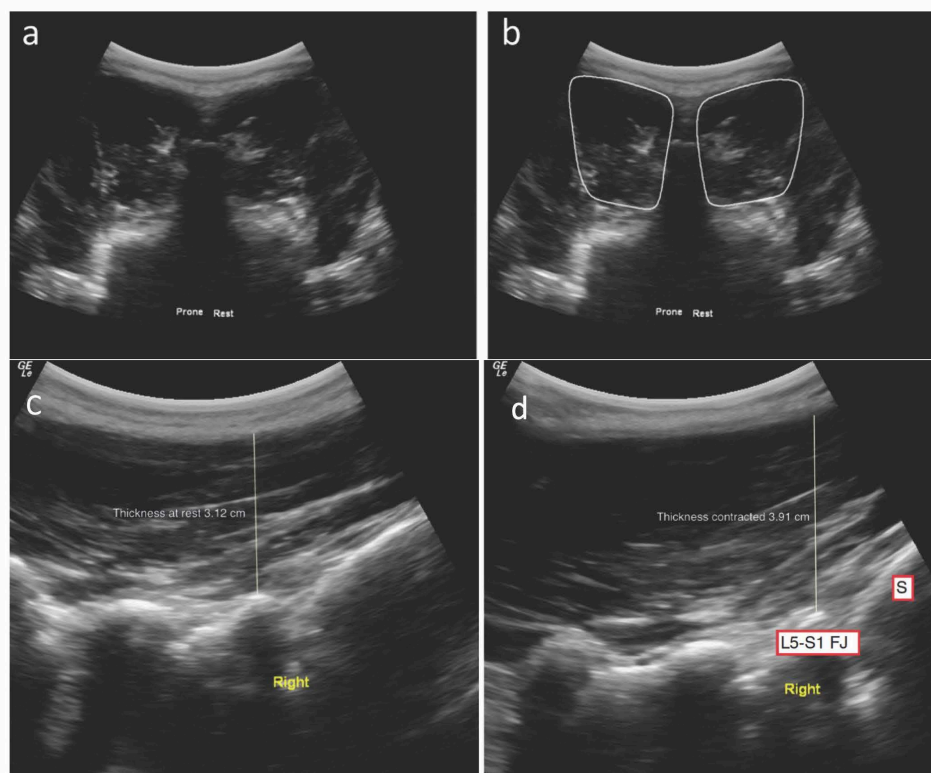 a
b
Prone Rest
Prone Rest
GE
Le
c
Thickness at rest 3.12 cm
Right
GE
Le
d
Thickness contracted 3.91 cm
S
L5-S1 FJ
Right